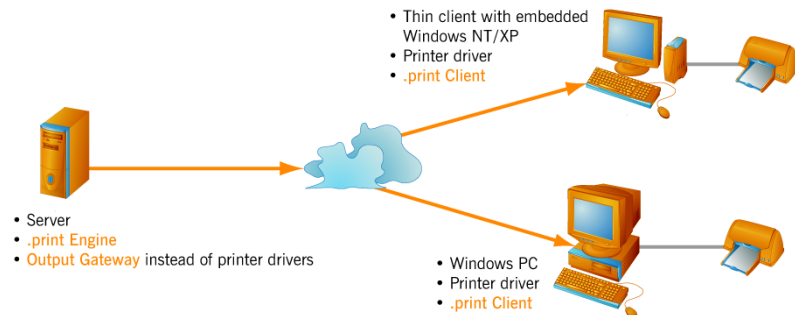 • Thin client with embedded
Windows NT/XP
• Printer driver
• .print Client
• Server
• .print Engine
• Output Gateway instead of printer drivers
• Windows PC
• Printer driver
• .print Client